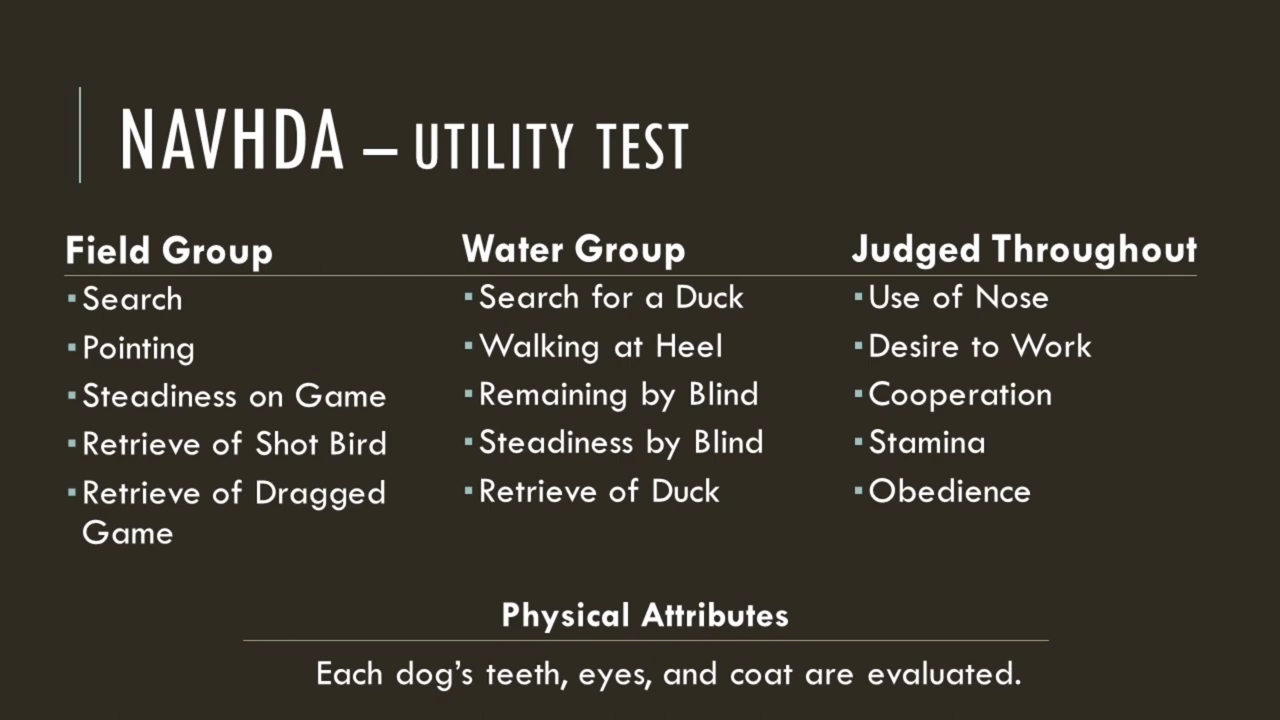 NAVHDA – UTILITY TEST
Field Group
▪Search
▪Pointing
▪Steadiness on Game
▪Retrieve of Shot Bird
▪Retrieve of Dragged
Game
Water Group
▪Search for a Duck
▪Walking at Heel
▪Remaining by Blind
▪Steadiness by Blind
▪Retrieve of Duck
Judged Throughout
▪Use of Nose
▪Desire to Work
▪Cooperation
▪Stamina
▪Obedience
Physical Attributes
Each dog’s teeth, eyes, and coat are evaluated.